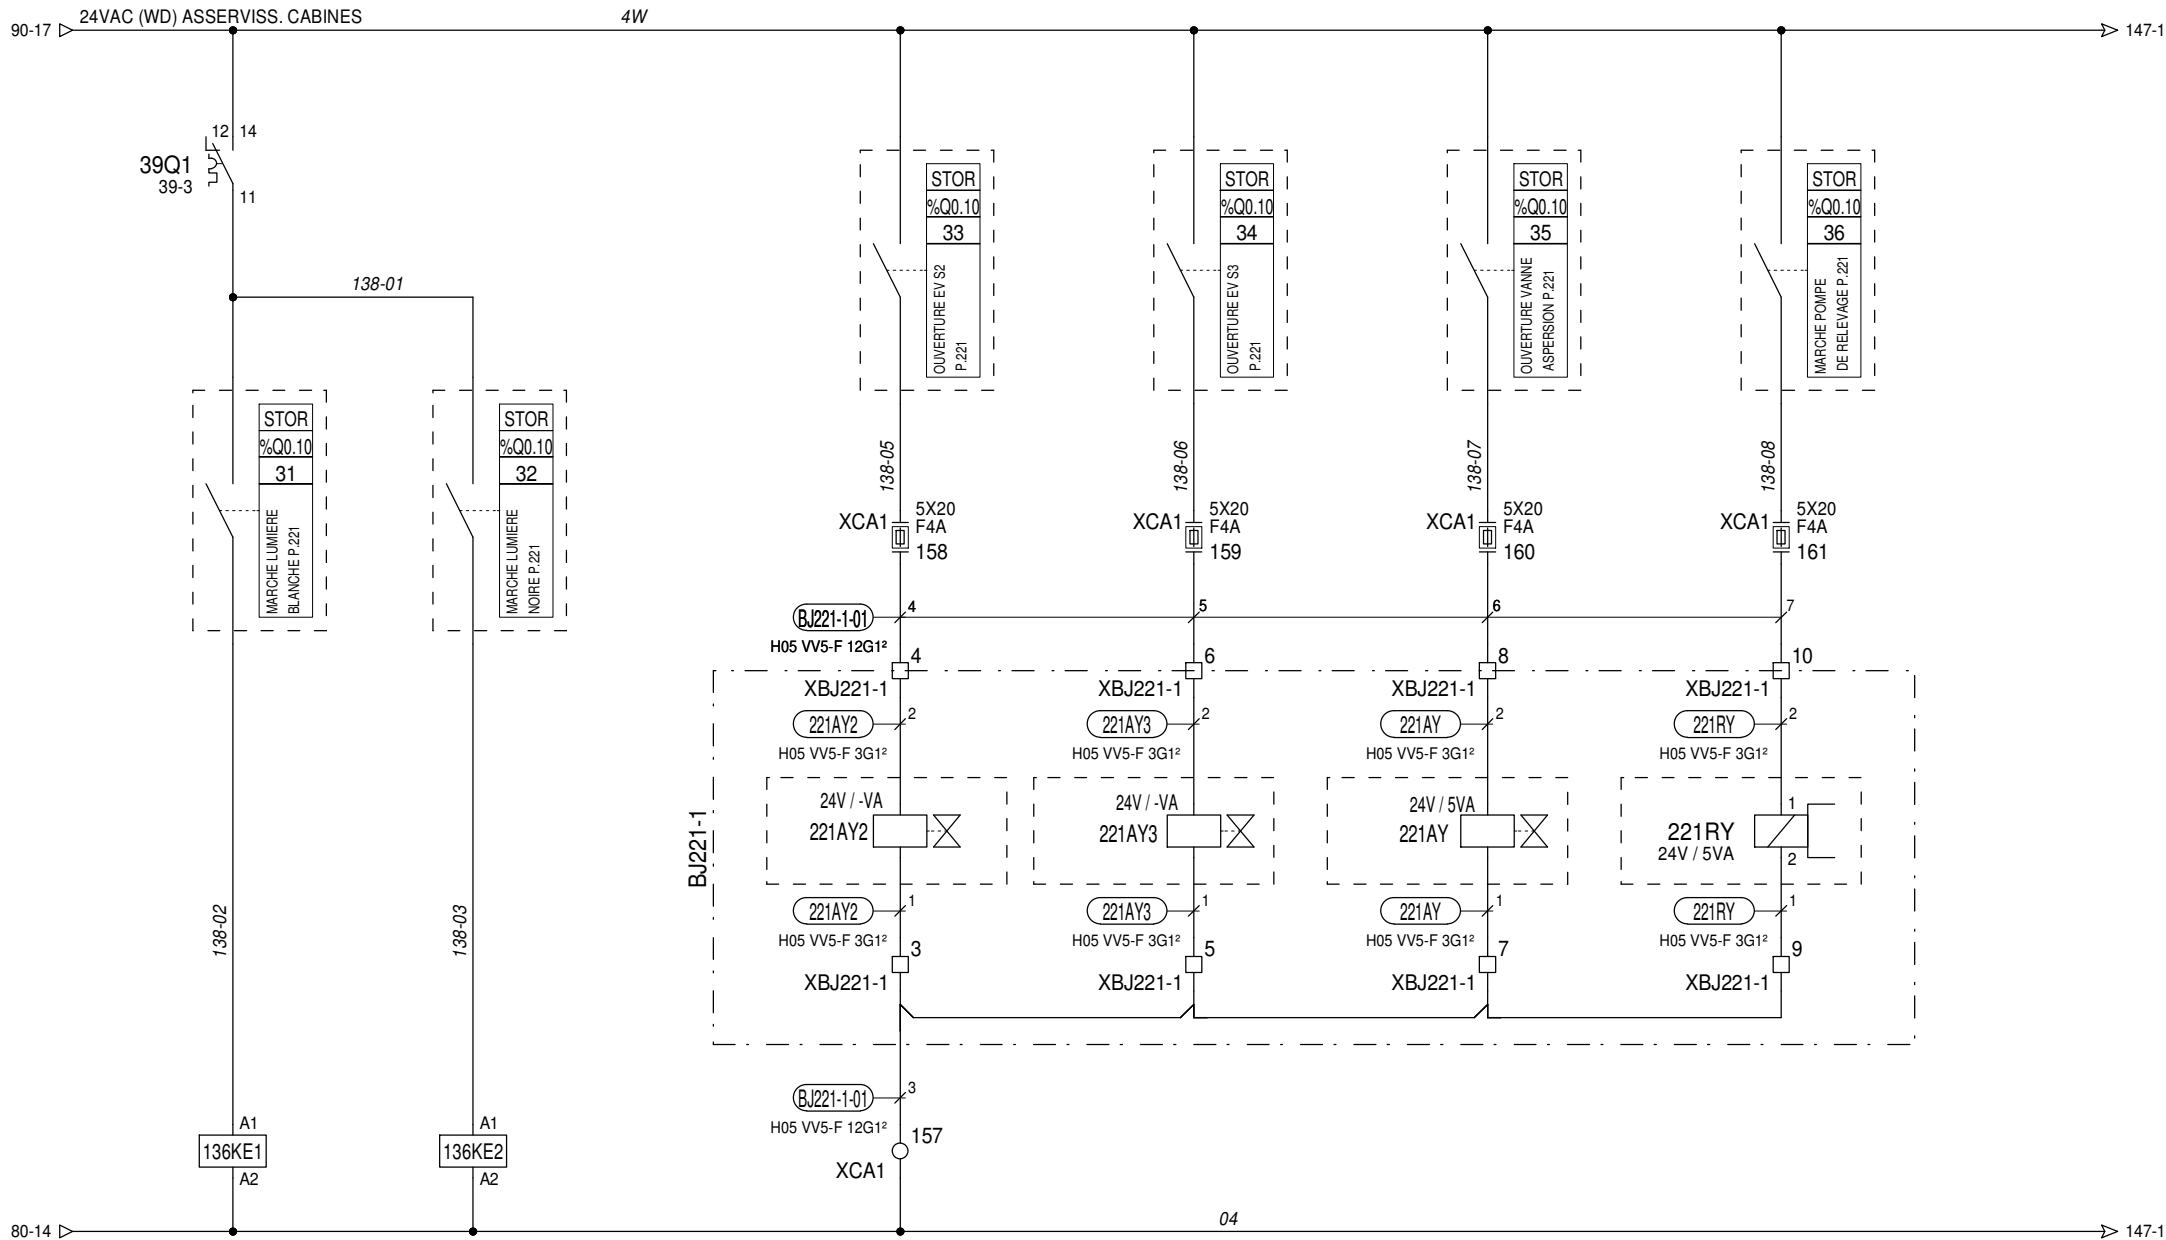 24VAC (WD) ASSERVISS. CABINES
4W
90-17
147-1
12
14
39Q1
39-3
11
138-01
STOR
%Q0.10
33
OUVERTURE EV S2
P.221
STOR
%Q0.10
34
OUVERTURE EV S3
P.221
STOR
%Q0.10
35
OUVERTURE VANNE
ASPERSION P.221
STOR
%Q0.10
36
MARCHE POMPE
DE RELEVAGE P.221
STOR
%Q0.10
31
MARCHE LUMIERE
BLANCHE P.221
STOR
%Q0.10
32
MARCHE LUMIERE
NOIRE P.221
138-05
138-06
138-07
138-08
XCA1
5X20
F4A
158
XCA1
5X20
F4A
159
XCA1
5X20
F4A
160
XCA1
5X20
F4A
161
BJ221-1-01
4
5
6
7
H05 VV5-F 12G1²
4
6
8
10
XBJ221-1
XBJ221-1
XBJ221-1
XBJ221-1
221AY2
2
221AY3
2
221AY
2
221RY
2
H05 VV5-F 3G1²
H05 VV5-F 3G1²
H05 VV5-F 3G1²
H05 VV5-F 3G1²
BJ221-1
24V / -VA
221AY2
24V / -VA
221AY3
24V / 5VA
221AY
1
221RY
24V / 5VA
2
221AY2
1
221AY3
1
221AY
1
221RY
1
H05 VV5-F 3G1²
H05 VV5-F 3G1²
H05 VV5-F 3G1²
H05 VV5-F 3G1²
3
5
7
9
XBJ221-1
XBJ221-1
XBJ221-1
XBJ221-1
138-02
138-03
BJ221-1-01
3
H05 VV5-F 12G1²
157
XCA1
A1
136KE1
A2
A1
136KE2
A2
80-14
04
147-1